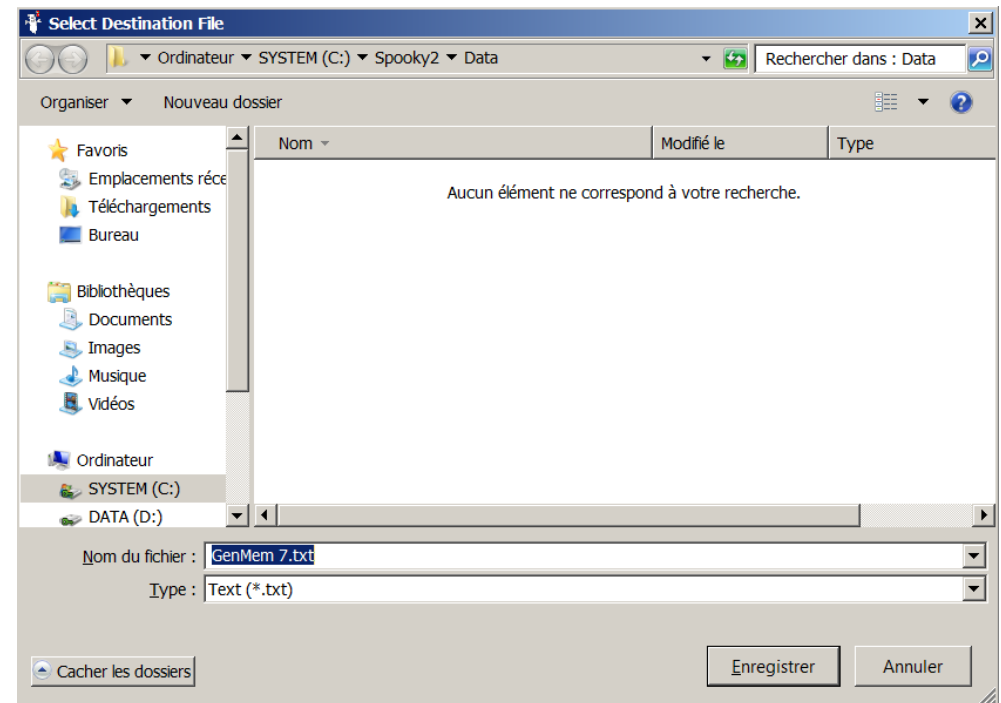 Select Destination File
Ordinateur SYSTEM (C:) Spooky2 Data Rechercher dans : Data
Organiser Nouveau dossier
Favoris
Emplacements réce
Téléchargements
Bureau
Bibliothèques
Documents
Images
Musique
Vidéos
Ordinateur
SYSTEM (C:)
DATA (D:)
Nom Modifié le Type
Aucun élément ne correspond à votre recherche.
Nom du fichier : GenMem 7.txt
Type : Text (*.txt)
Cacher les dossiers Enregistrer Annuler